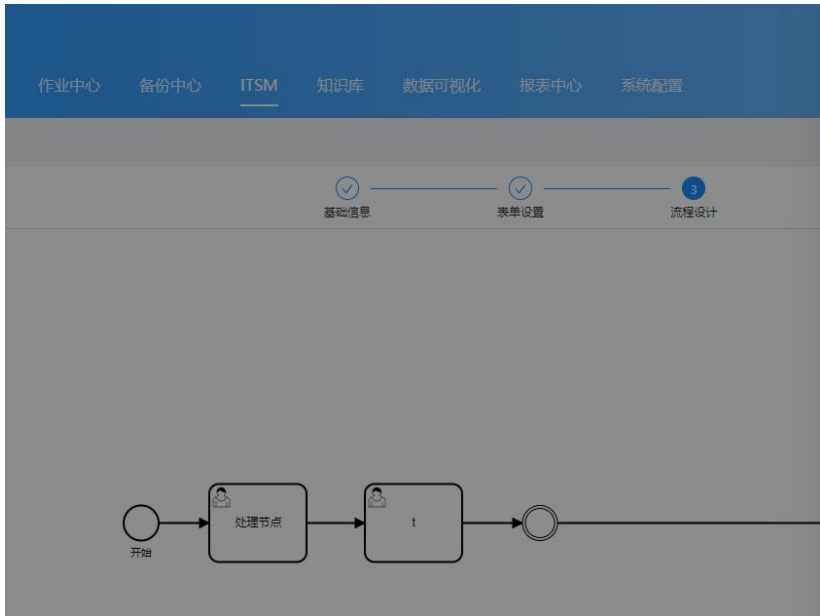 作业中心 备份中心 ITSM 知识库 数据可视化 报表中心 系统配置
3
基础信息 表单设置 流程设计
处理节点 t
开始